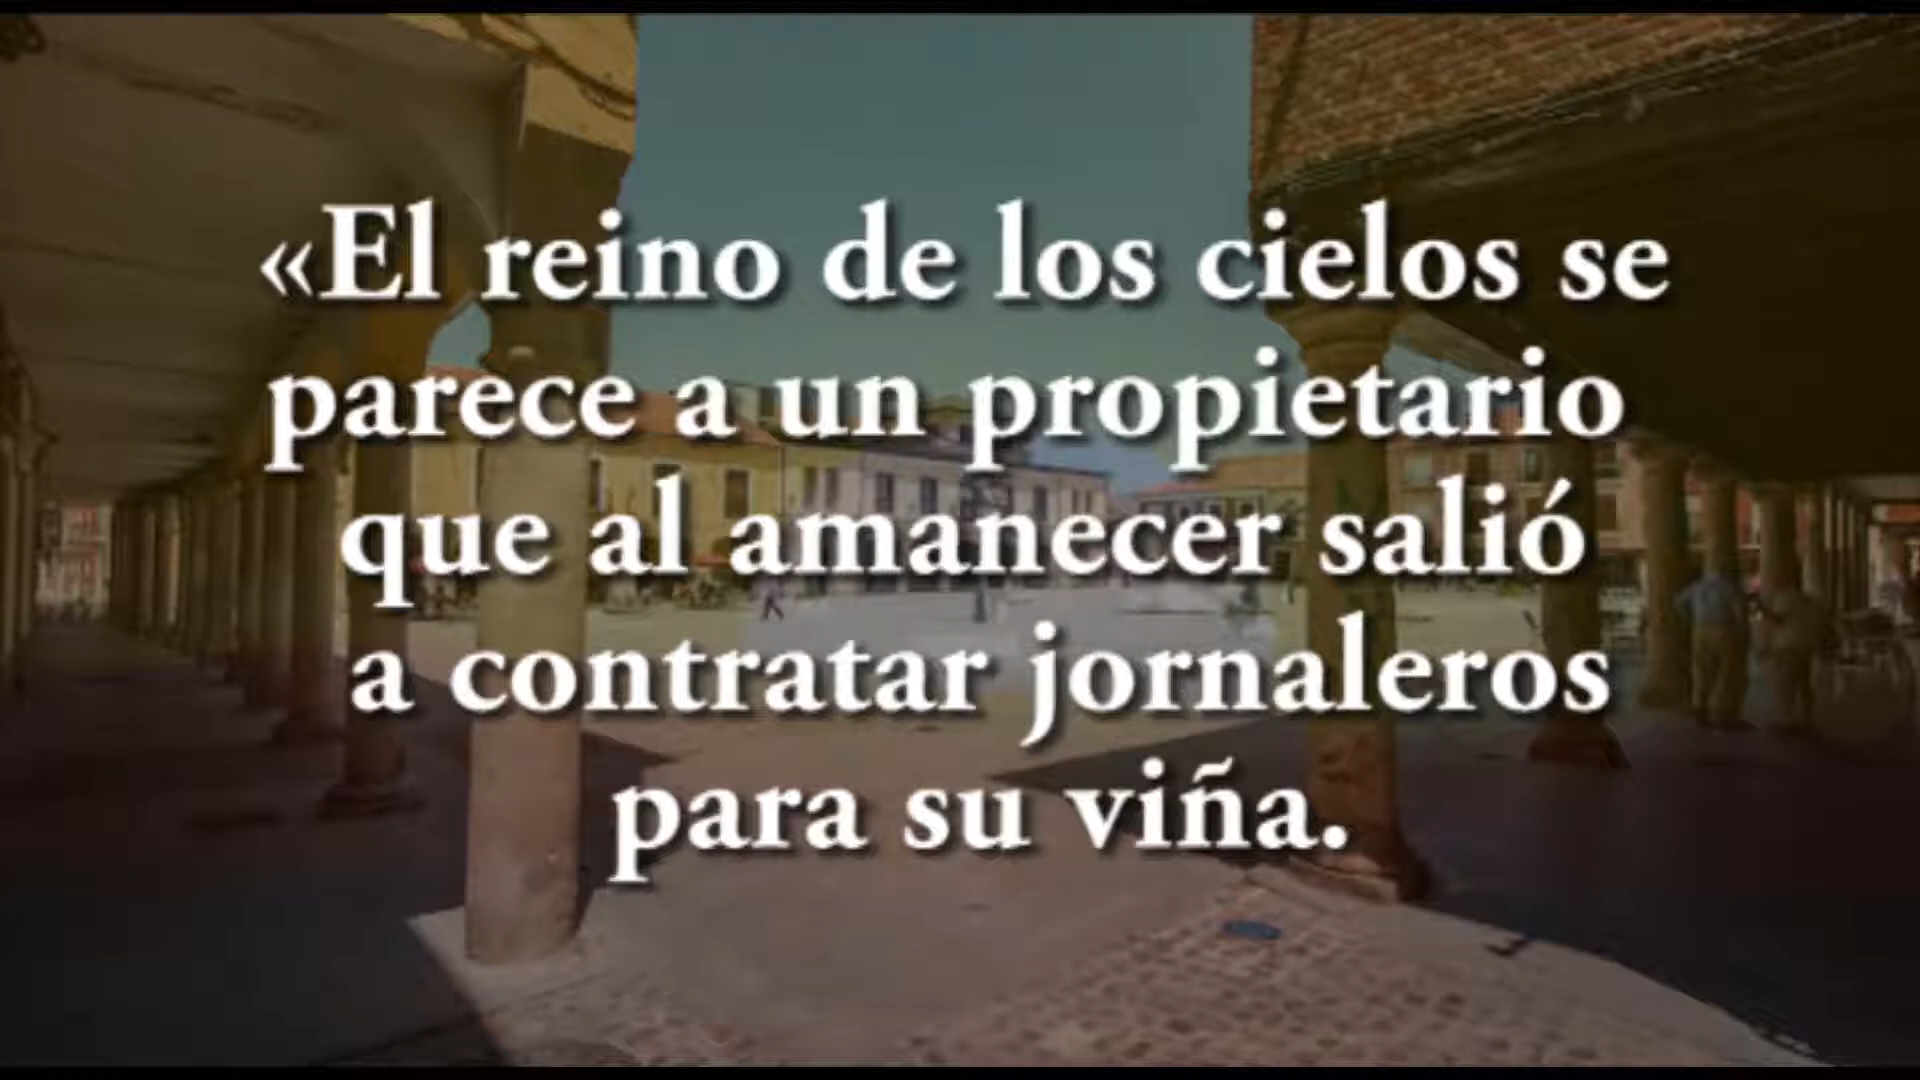 «El reino de los cielos se
parece a un propietario
que al amanecer salió
a contratar jornaleros
para su viña.